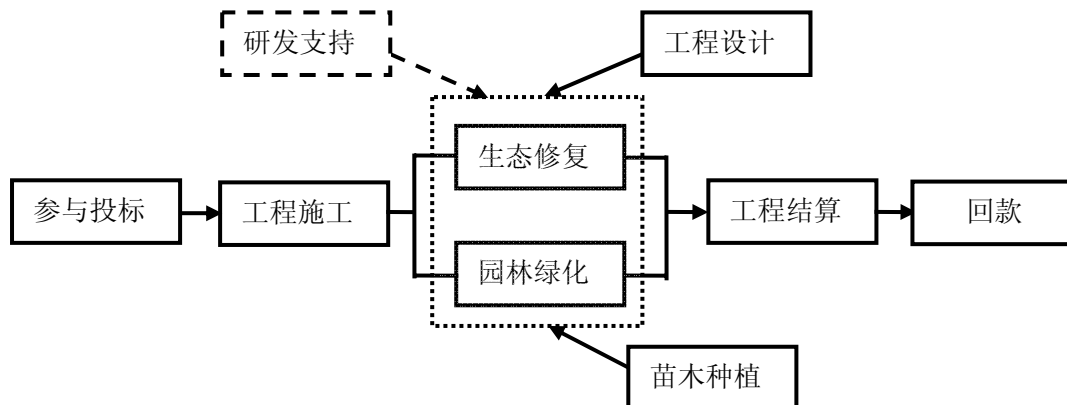 研发支持
工程设计
生态修复
参与投标
工程施工
工程结算
回款
园林绿化
苗木种植